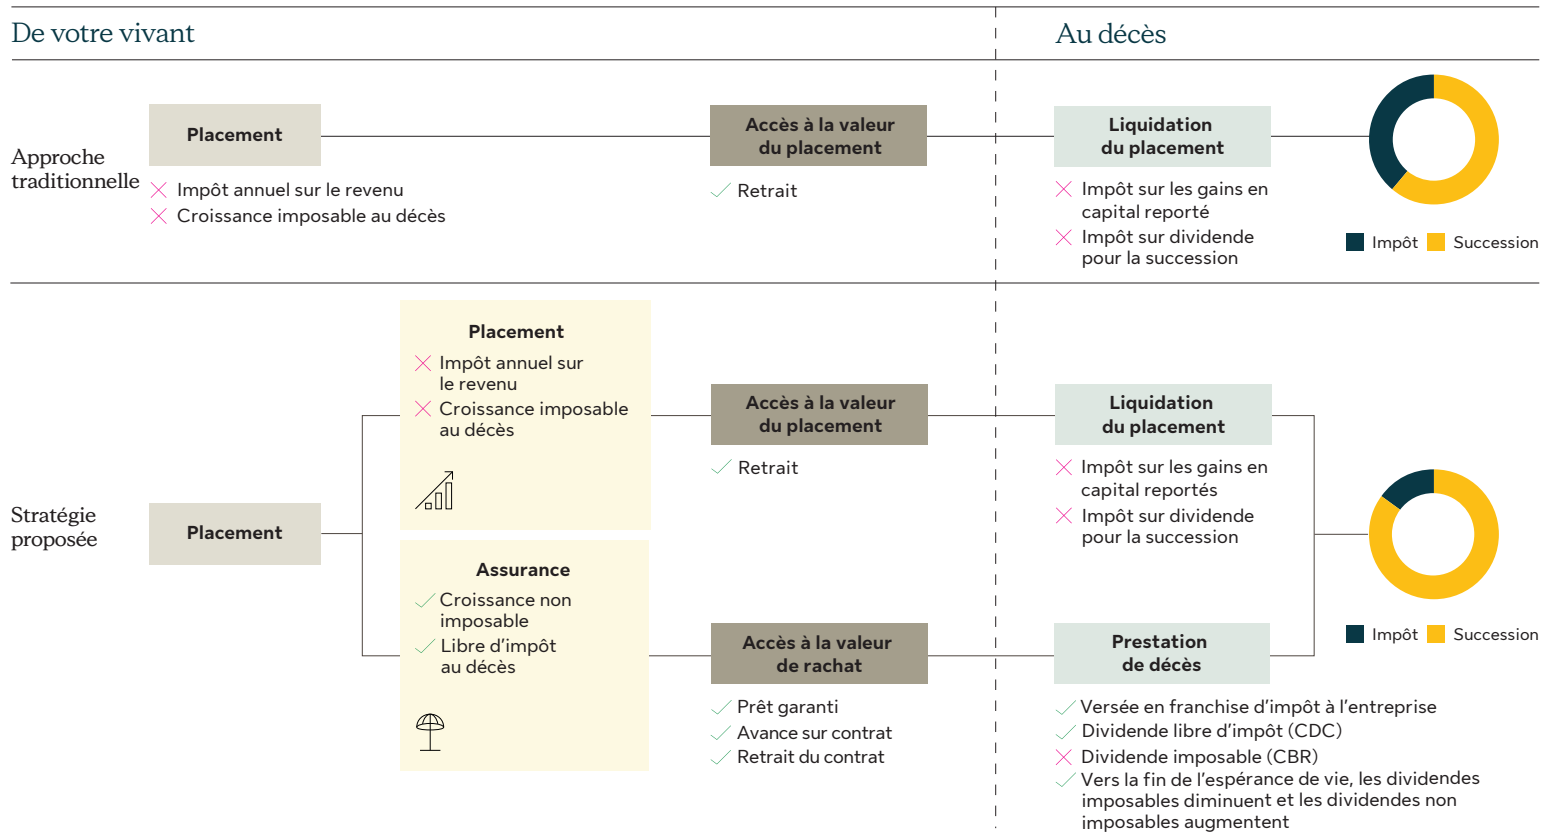 De votre vivant
Au décès
Approche
traditionnelle
Placement
Impôt annuel sur le revenu
Croissance imposable au décès
Accès à la valeur
du placement
Retrait
Liquidation
du placement
Impôt sur les gains en
capital reporté
Impôt sur dividende
pour la succession
Impôt
Succession
Stratégie
proposée
Placement
Placement
Impôt annuel sur
le revenu
Croissance imposable
au décès
Accès à la valeur
du placement
Retrait
Liquidation
du placement
Impôt sur les gains en
capital reportés
Impôt sur dividende
pour la succession
Assurance
Croissance non
imposable
Libre d'impôt
au décès
Accès à la valeur
de rachat
Prêt garanti
Avance sur contrat
Retrait du contrat
Prestation
de décès
Versée en franchise d'impôt à l'entreprise
Dividende libre d'impôt (CDC)
Dividende imposable (CBR)
Vers la fin de l'espérance de vie, les dividendes
imposables diminuent et les dividendes non
imposables augmentent
Impôt
Succession